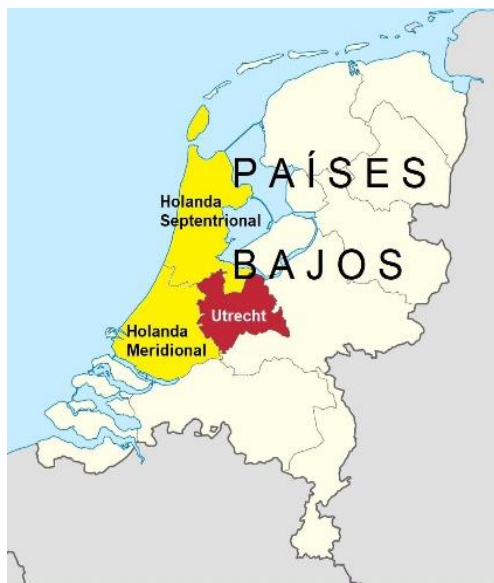 PAÍSES
Holanda
Septentrional
BAJOS
Utrecht
Holanda
Meridional